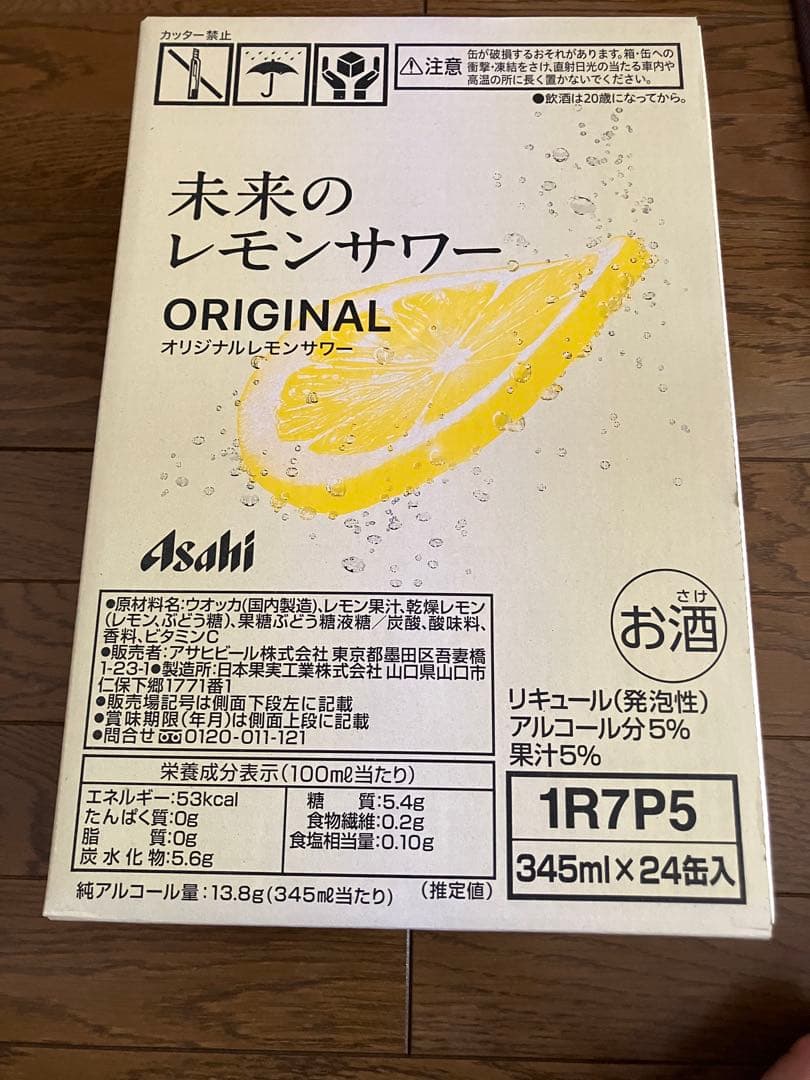 カッター禁止
⚠注意 缶が破損するおそれがあります。箱・缶への
衝撃・凍結をさけ、直射日光の当たる車内や
高温の所に長く置かないでください。
●飲酒は20歳になってから。
未来の
レモンサワー
ORIGINAL
オリジナルレモンサワー
Asahi
●原材料名:ウオッカ(国内製造)、レモン果汁、乾燥レモン
(レモン、ぶどう糖)、果糖ぶどう糖液糖/炭酸、酸味料、
香料、ビタミンC
●販売者:アサヒビール株式会社 東京都墨田区吾妻橋
1-23-1●製造所:日本果実工業株式会社 山口県山口市
仁保下郷1771番1
●販売場記号は側面下段左に記載
●賞味期限(年月)は側面上段に記載
●問合せ 0120-011-121
さけ
お酒
リキュール(発泡性)
アルコール分5%
果汁5%
栄養成分表示(100ml当たり)
エネルギー:53kcal
たんぱく質:0g
脂質:0g
炭水化物:5.6g
糖質:5.4g
食物繊維:0.2g
食塩相当量:0.10g
純アルコール量:13.8g(345ml当たり) (推定値)
1R7P5
345ml×24缶入